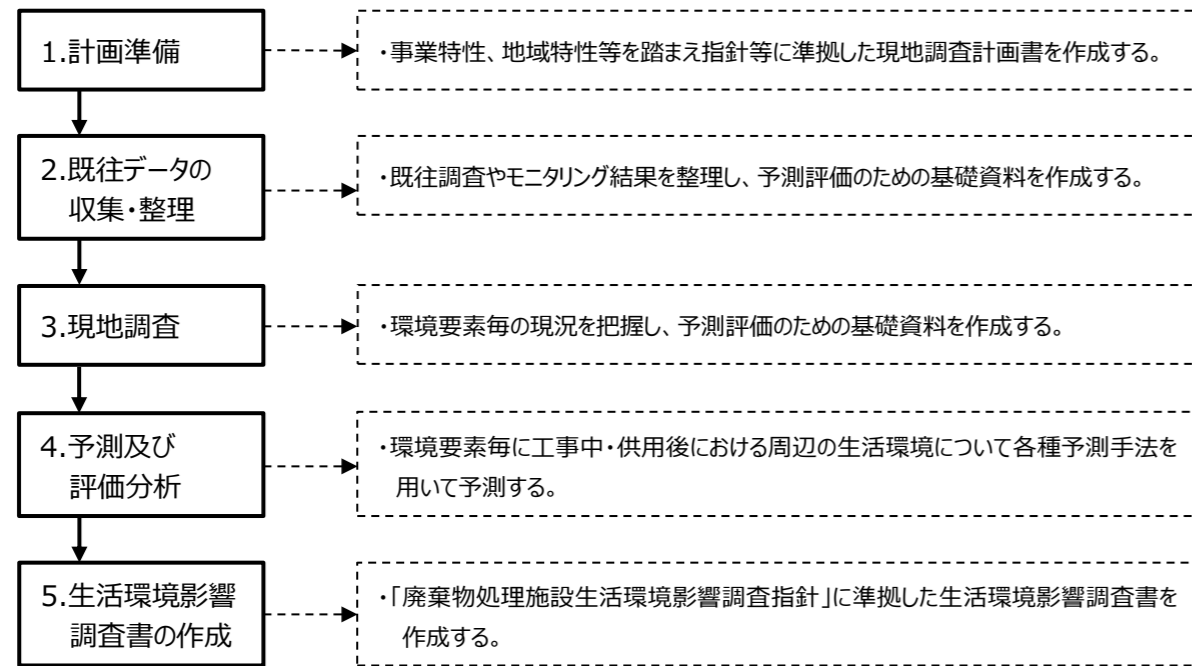 1.計画準備
・事業特性、地域特性等を踏まえ指針等に準拠した現地調査計画書を作成する。
2.既往データの
収集・整理
・既往調査やモニタリング結果を整理し、予測評価のための基礎資料を作成する。
3.現地調査
・環境要素毎の現況を把握し、予測評価のための基礎資料を作成する。
4.予測及び
評価分析
・環境要素毎に工事中・供用後における周辺の生活環境について各種予測手法を
用いて予測する。
5.生活環境影響
調査書の作成
・「廃棄物処理施設生活環境影響調査指針」に準拠した生活環境影響調査書を
作成する。